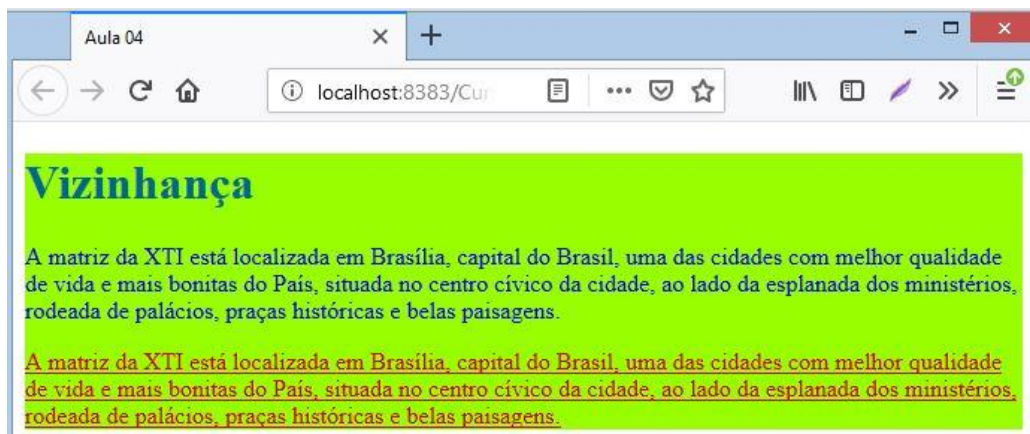 Aula 04
localhost:8383/Cur
Vizinhança
A matriz da XTI está localizada em Brasília, capital do Brasil, uma das cidades com melhor qualidade
de vida e mais bonitas do País, situada no centro cívico da cidade, ao lado da esplanada dos ministérios,
rodeada de palácios, praças históricas e belas paisagens.
A matriz da XTI está localizada em Brasília, capital do Brasil, uma das cidades com melhor qualidade
de vida e mais bonitas do País, situada no centro cívico da cidade, ao lado da esplanada dos ministérios,
rodeada de palácios, praças históricas e belas paisagens.